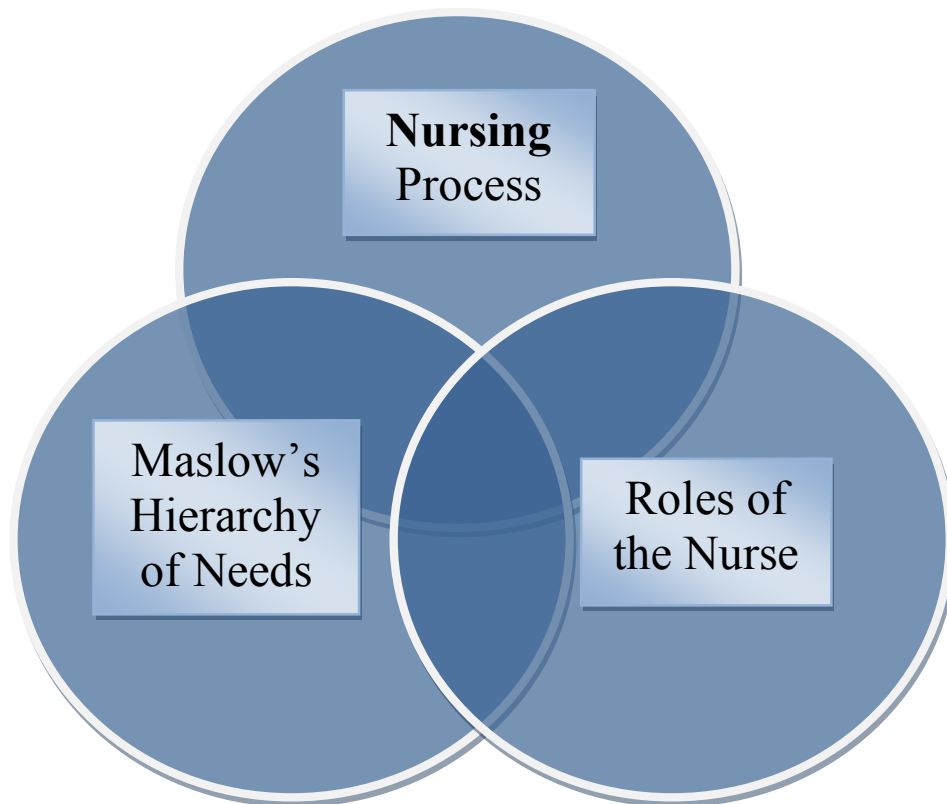 Nursing
Process
Maslow’s
Hierarchy
of Needs
Roles of
the Nurse